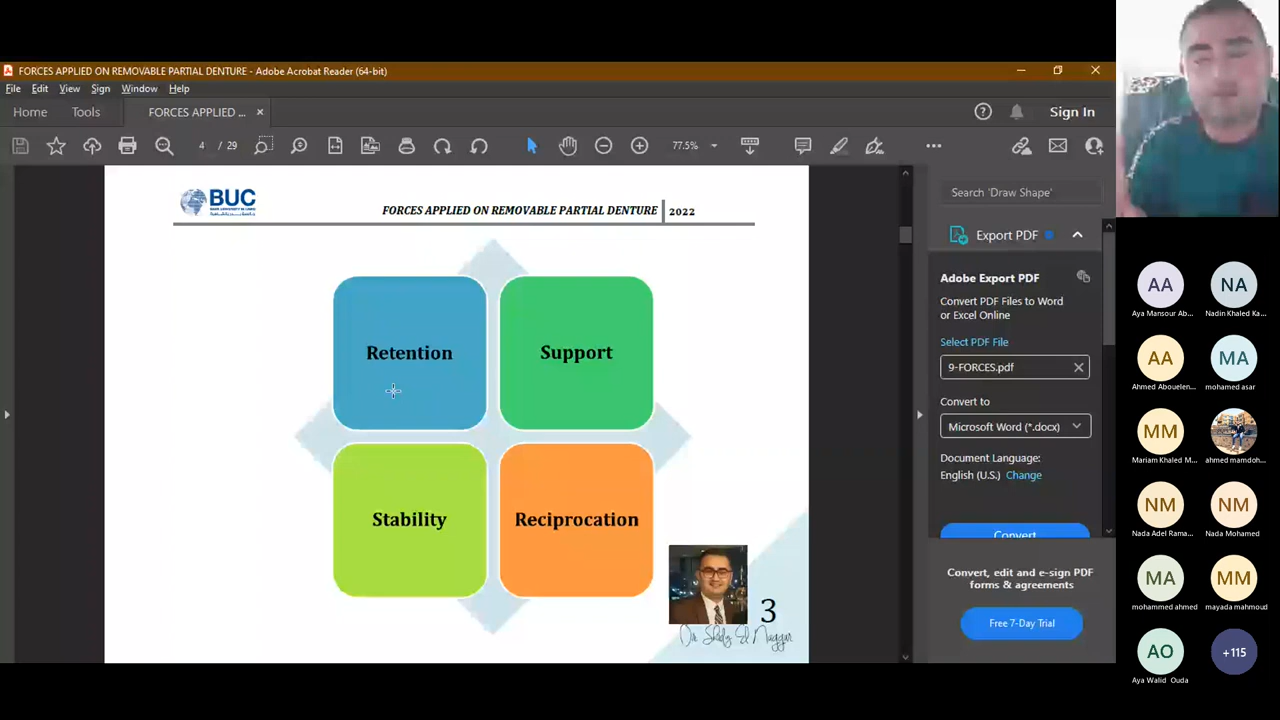 FORCES APPLIED ON REMOVABLE PARTIAL DENTURE - Adobe Acrobat Reader (64-bit)
File Edit View Sign Window Help
Home Tools FORCES APPLIED ... Sign In
4 / 29 77.5%
BUC
FORCES APPLIED ON REMOVABLE PARTIAL DENTURE 2022
Retention
Support
Stability
Reciprocation
3
Search 'Draw Shape'
Export PDF
Adobe Export PDF
Convert PDF Files to Word
or Excel Online
Select PDF File
9-FORCES.pdf
Convert to
Microsoft Word (*.docx)
Document Language:
English (U.S.) Change
Convert
Convert, edit and e-sign PDF
forms & agreements
Free 7-Day Trial
AA NA
Aya Mansour Ab... Nadin Khaled Ka...
AA MA
Ahmed Abouelen... mohamed asar
MM
Mariam Khaled M... ahmed mamdoh...
NM NM
Nada Adel Rama... Nada Mohamed
MA MM
mohammed ahmed mayada mahmoud
AO +115
Aya Walid Ouda